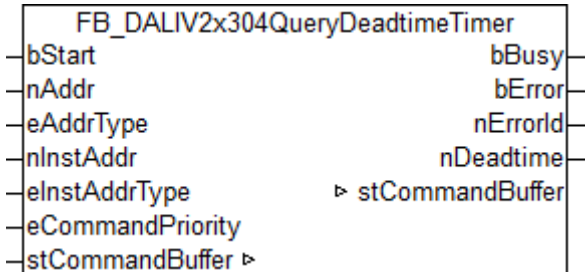 FB_DALIV2x304QueryDeadtimeTimer
bStart bBusy
nAddr bError
eAddrType nErrorId
nInstAddr nDeadtime
eInstAddrType ▹ stCommandBuffer
eCommandPriority
stCommandBuffer ▹